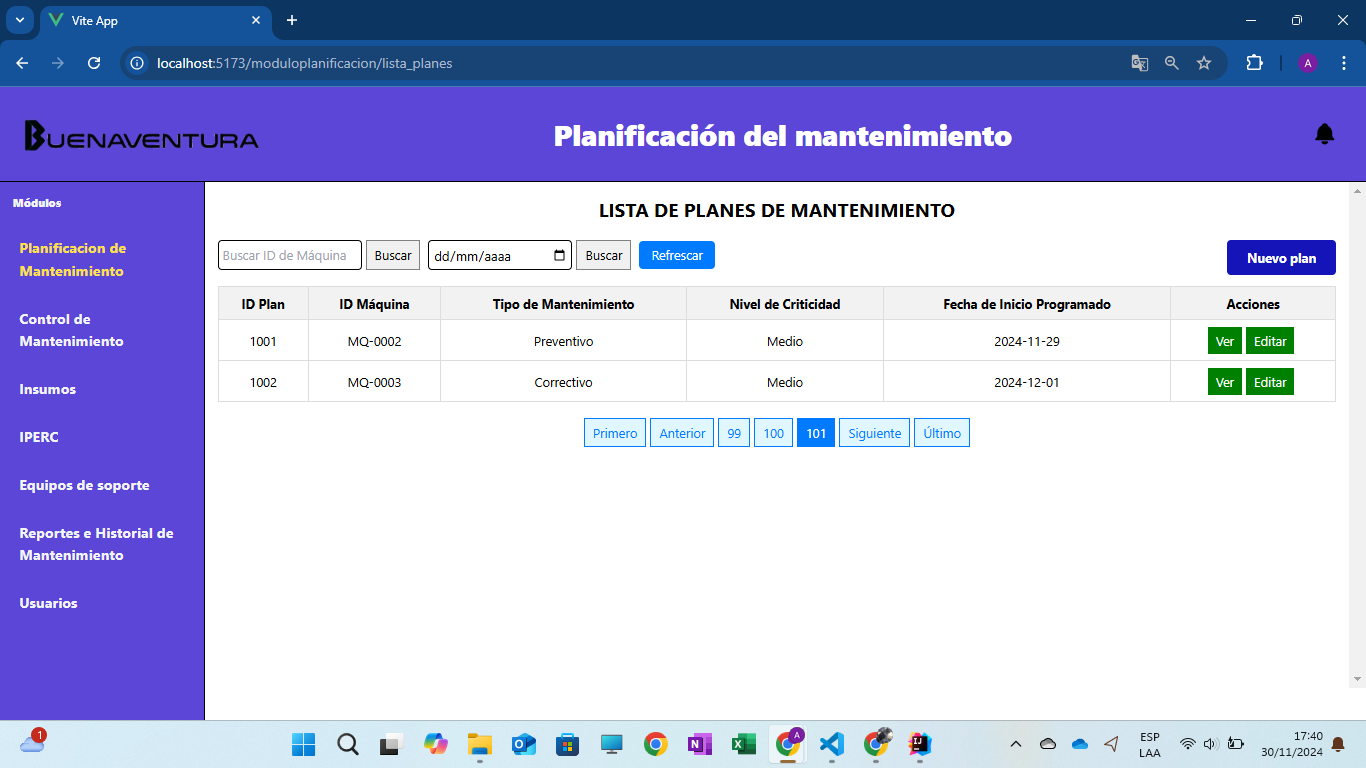 Vite App
localhost:5173/moduloplanificacion/lista_planes
A
BUENAVENTURA
Planificación del mantenimiento
Módulos
Planificacion de
Mantenimiento
Control de
Mantenimiento
Insumos
IPERC
Equipos de soporte
Reportes e Historial de
Mantenimiento
Usuarios
LISTA DE PLANES DE MANTENIMIENTO
Buscar ID de Máquina Buscar dd/mm/aaaa Buscar Refrescar Nuevo plan
ID Plan ID Máquina Tipo de Mantenimiento Nivel de Criticidad Fecha de Inicio Programado Acciones
1001 MQ-0002 Preventivo Medio 2024-11-29 Ver Editar
1002 MQ-0003 Correctivo Medio 2024-12-01 Ver Editar
Primero Anterior 99 100 101 Siguiente Último
1
A
ESP
LAA
17:40
30/11/2024